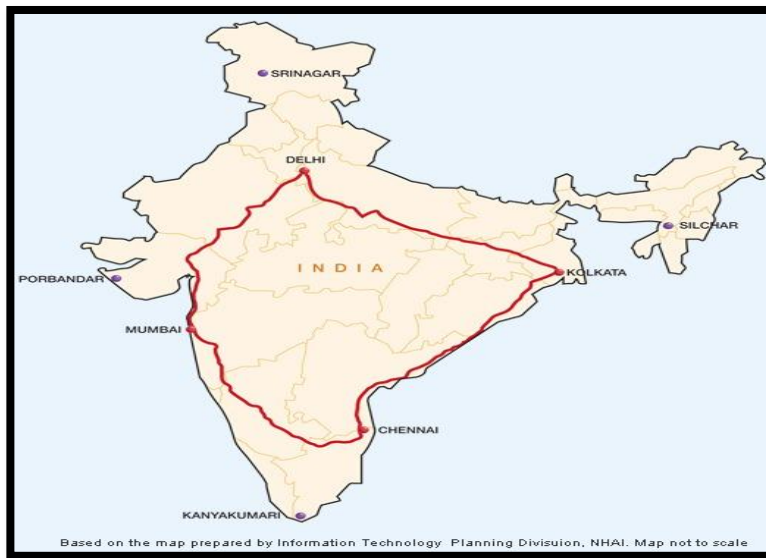 SRINAGAR
DELHI
SILCHAR
INDIA
KOLKATA
PORBANDAR
MUMBAI
CHENNAI
KANYAKUMARI
Based on the map prepared by Information Technology Planning Divisuion, NHAI. Map not to scale